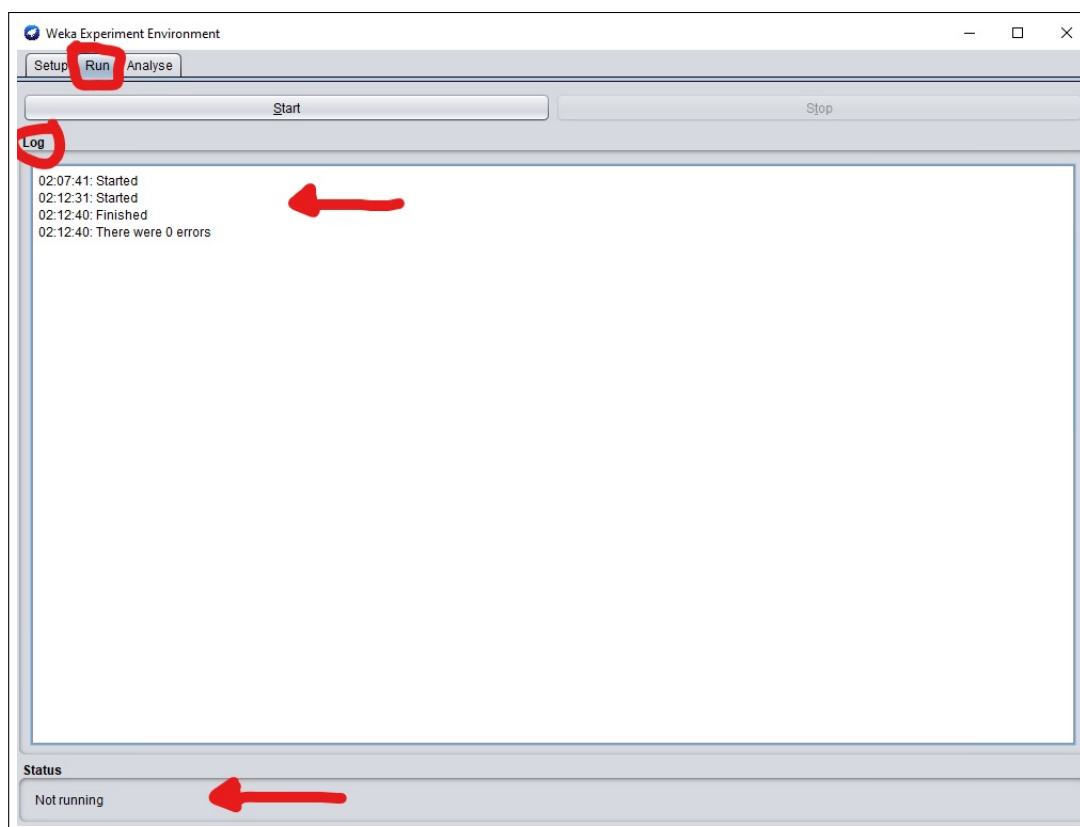 Weka Experiment Environment
Setup Run Analyse
Start Stop
Log
02:07:41: Started
02:12:31: Started
02:12:40: Finished
02:12:40: There were 0 errors
Status
Not running